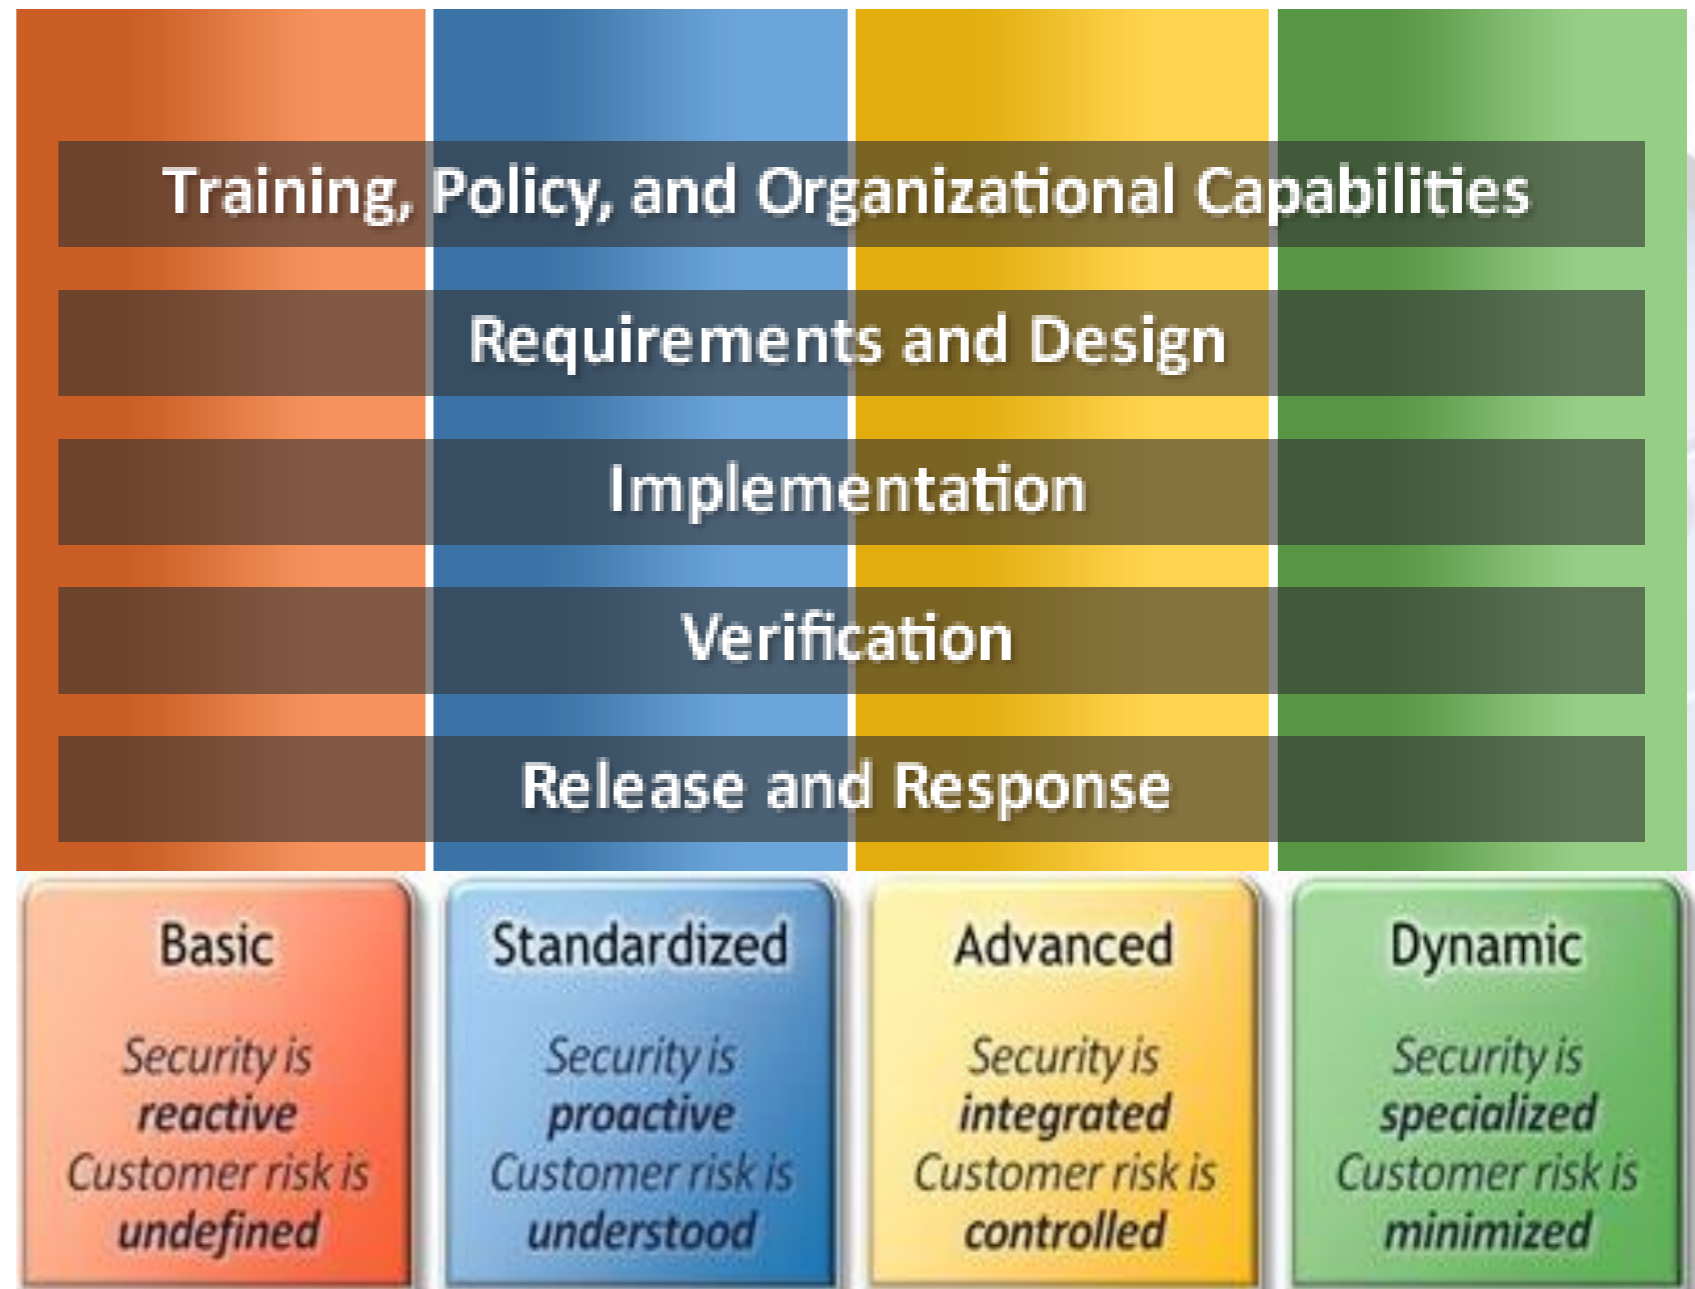 Training, Policy, and Organizational Capabilities
Requirements and Design
Implementation
Verification
Release and Response
Basic
Security is
reactive
Customer risk is
undefined
Standardized
Security is
proactive
Customer risk is
understood
Advanced
Security is
integrated
Customer risk is
controlled
Dynamic
Security is
specialized
Customer risk is
minimized